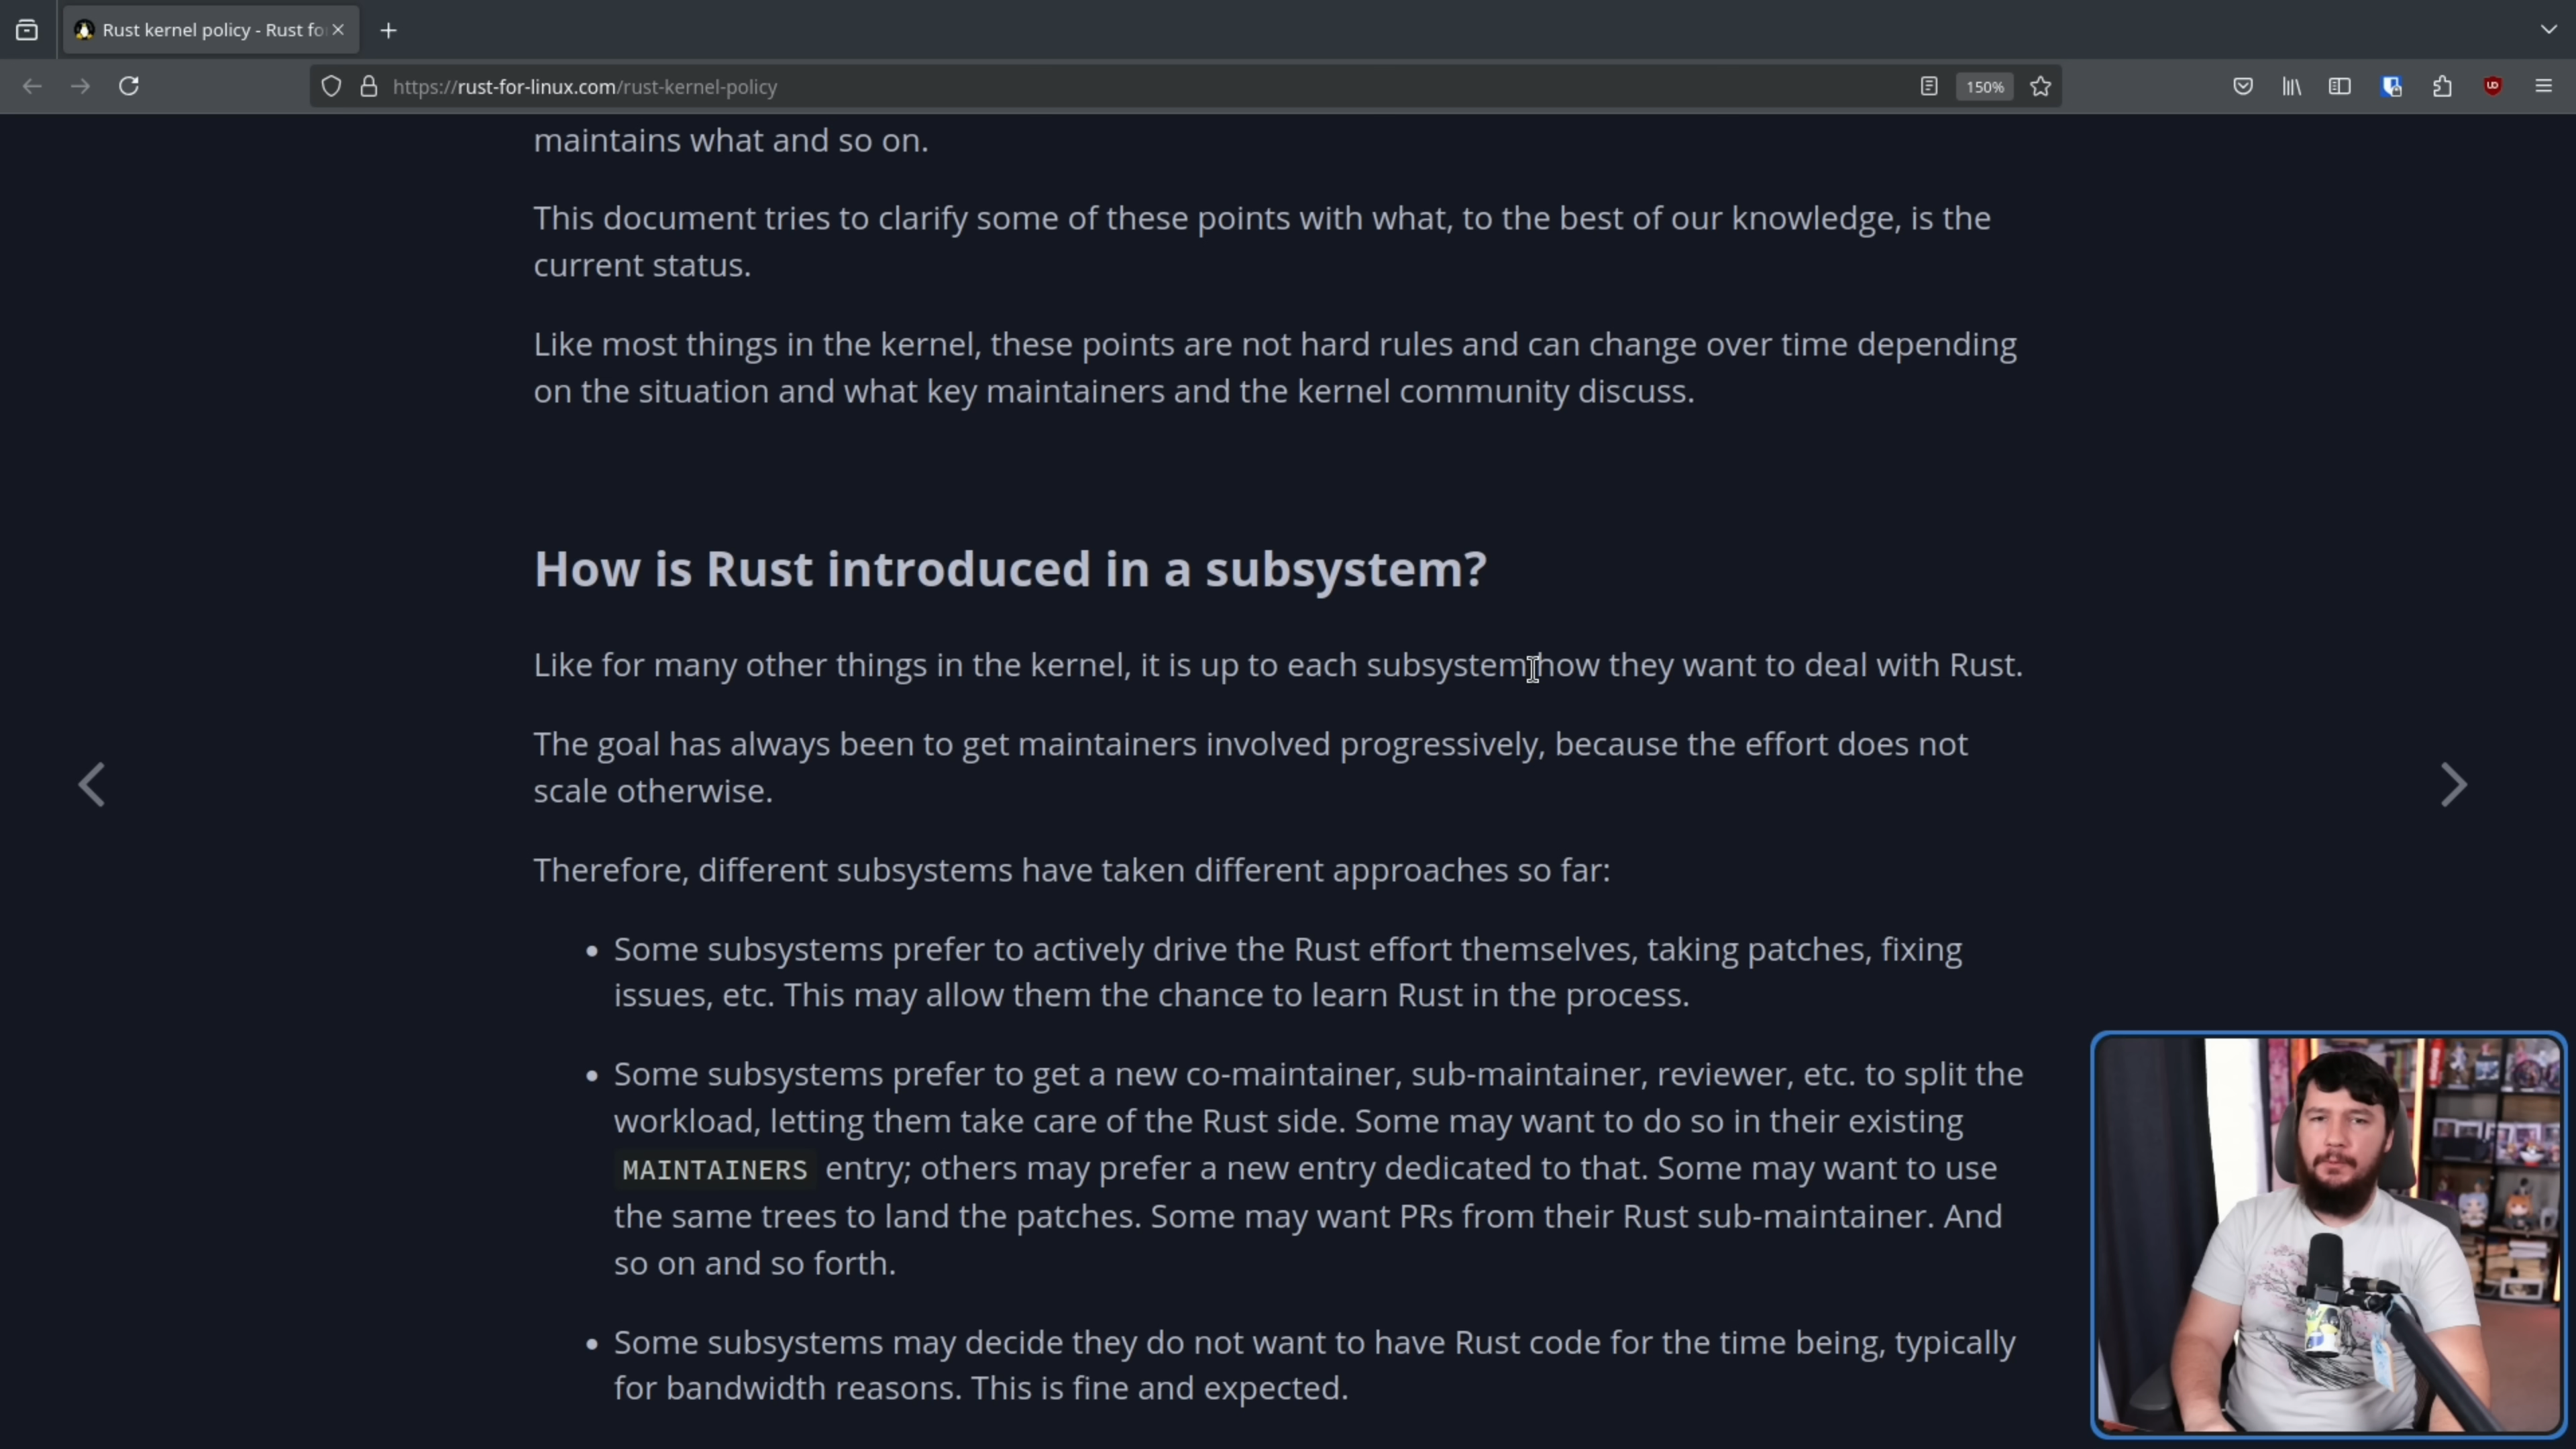 Rust kernel policy - Rust fo
https://rust-for-linux.com/rust-kernel-policy
150%
maintains what and so on.
This document tries to clarify some of these points with what, to the best of our knowledge, is the
current status.
Like most things in the kernel, these points are not hard rules and can change over time depending
on the situation and what key maintainers and the kernel community discuss.
How is Rust introduced in a subsystem?
Like for many other things in the kernel, it is up to each subsystem how they want to deal with Rust.
The goal has always been to get maintainers involved progressively, because the effort does not
scale otherwise.
Therefore, different subsystems have taken different approaches so far:
• Some subsystems prefer to actively drive the Rust effort themselves, taking patches, fixing
issues, etc. This may allow them the chance to learn Rust in the process.
• Some subsystems prefer to get a new co-maintainer, sub-maintainer, reviewer, etc. to split the
workload, letting them take care of the Rust side. Some may want to do so in their existing
MAINTAINERS entry; others may prefer a new entry dedicated to that. Some may want to use
the same trees to land the patches. Some may want PRs from their Rust sub-maintainer. And
so on and so forth.
• Some subsystems may decide they do not want to have Rust code for the time being, typically
for bandwidth reasons. This is fine and expected.